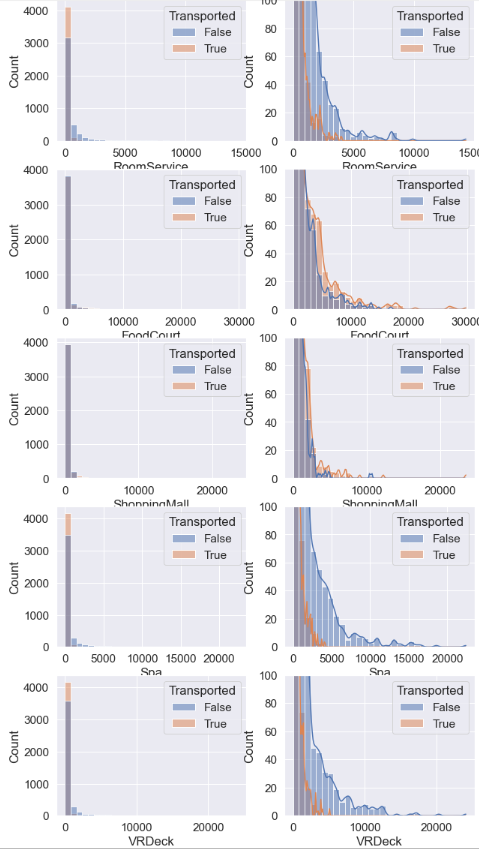 Transported
False
True
4000
3000
2000
1000
0
Count
0 5000 10000 15000
RoomService
Transported
False
True
100
80
60
40
20
0
Count
0 5000 10000 1500
RoomService
Transported
False
True
4000
3000
2000
1000
0
Count
0 10000 20000 30000
FoodCourt
Transported
False
True
100
80
60
40
20
0
Count
0 10000 20000 30000
FoodCourt
Transported
False
True
4000
3000
2000
1000
0
Count
0 10000 20000
ShoppingMall
Transported
False
True
100
80
60
40
20
0
Count
0 10000 20000
ShoppingMall
Transported
False
True
4000
3000
2000
1000
0
Count
0 5000 10000 15000 20000
Spa
Transported
False
True
100
80
60
40
20
0
Count
0 5000 10000 15000 20000
Spa
Transported
False
True
4000
3000
2000
1000
0
Count
0 10000 20000
VRDeck
Transported
False
True
100
80
60
40
20
0
Count
0 10000 20000
VRDeck